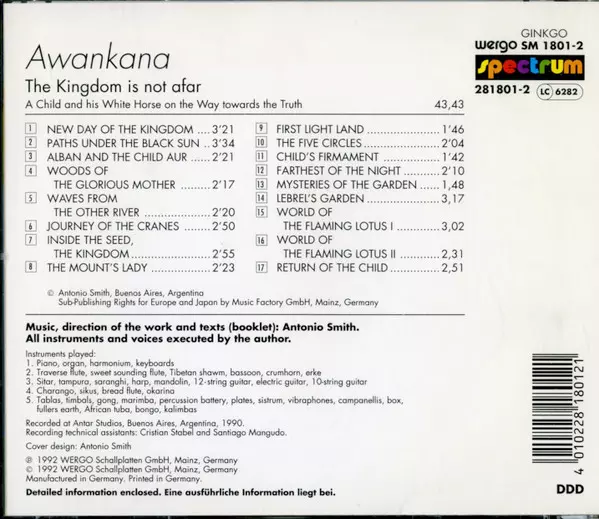 GINKGO
wergo SM 1801-2
spectrum
281801-2 LC 6282
Awankana
The Kingdom is not afar
A Child and his White Horse on the Way towards the Truth 43,43
1 NEW DAY OF THE KINGDOM ....3'21
2 PATHS UNDER THE BLACK SUN ..3'34
3 ALBAN AND THE CHILD AUR ......2'21
4 WOODS OF
THE GLORIOUS MOTHER ..............2'17
5 WAVES FROM
THE OTHER RIVER ................2'20
6 JOURNEY OF THE CRANES ......2'50
7 INSIDE THE SEED,
THE KINGDOM...................2'55
8 THE MOUNT'S LADY ..............2'23
9 FIRST LIGHT LAND ....................1'46
10 THE FIVE CIRCLES......................2'04
11 CHILD'S FIRMAMENT ................1'42
12 FARTHEST OF THE NIGHT ..........2'10
13 MYSTERIES OF THE GARDEN ......1,48
14 LEBREL'S GARDEN ....................3,17
15 WORLD OF
THE FLAMING LOTUS I ..............3,02
16 WORLD OF
THE FLAMING LOTUS II ............2,31
17 RETURN OF THE CHILD ..............2,51
© Antonio Smith, Buenos Aires, Argentina
Sub-Publishing Rights for Europe and Japan by Music Factory GmbH, Mainz, Germany
Music, direction of the work and texts (booklet): Antonio Smith.
All instruments and voices executed by the author.
Instruments played:
1. Piano, organ, harmonium, keyboards
2. Traverse flute, sweet sounding flute, Tibetan shawm, bassoon, crumhorn, erke
3. Sitar, tampura, saranghi, harp, mandolin, 12-string guitar, electric guitar, 10-string guitar
4. Charango, sikus, bread flute, okarina
5. Tablas, timbals, gong, marimba, percussion battery, plates, sistrum, vibraphones, campanellis, box,
fullers earth, African tuba, bongo, kalimbas
Recorded at Antar Studios, Buenos Aires, Argentina, 1990.
Recording technical assistants: Cristian Stabel and Santiago Mangudo.
Cover design: Antonio Smith
℗ 1992 WERGO Schallplatten GmbH, Mainz, Germany
© 1992 WERGO Schallplatten GmbH, Mainz, Germany
Manufactured in Germany. Printed in Germany.
Detailed information enclosed. Eine ausführliche Information liegt bei.
4 010228 180121
DDD